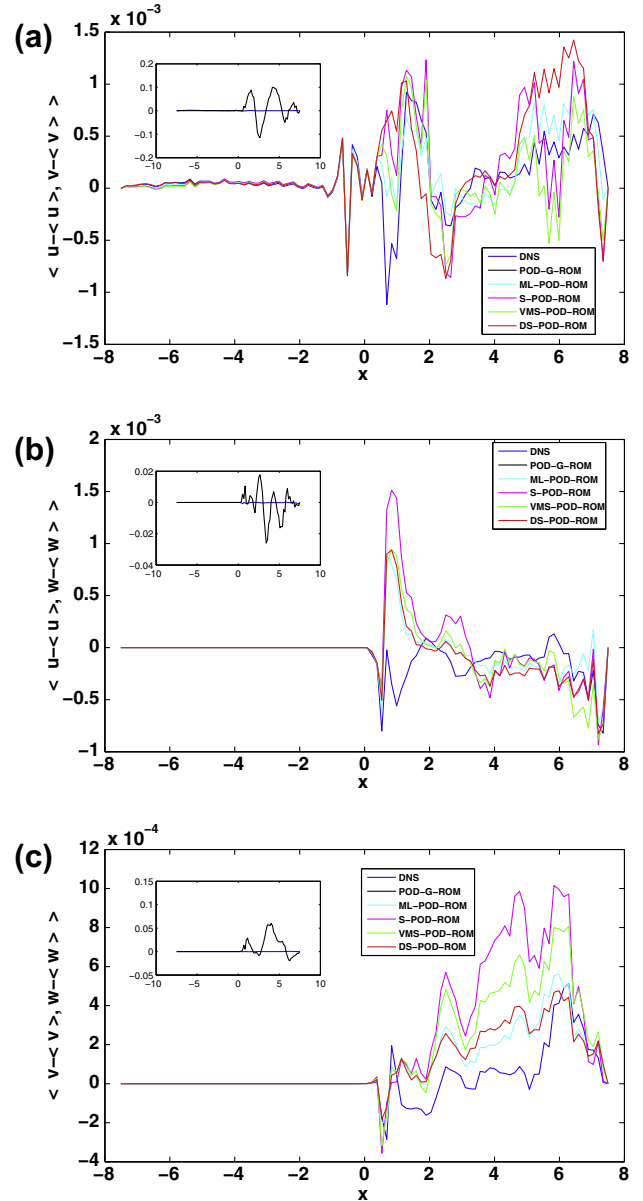 (a)
x 10⁻³
1.5
1
0.5
0
−0.5
−1
−1.5
< u−< u >, v−< v > >
0.2
0.1
0
−0.1
−0.2
−10
−5
0
5
10
DNS
POD−G−ROM
ML−POD−ROM
S−POD−ROM
VMS−POD−ROM
DS−POD−ROM
−8
−6
−4
−2
0
2
4
6
8
x
(b)
x 10⁻³
2
1.5
1
0.5
0
−0.5
−1
< u−< u >, w−< w > >
0.02
0
−0.02
−0.04
−10
−5
0
5
10
DNS
POD−G−ROM
ML−POD−ROM
S−POD−ROM
VMS−POD−ROM
DS−POD−ROM
−8
−6
−4
−2
0
2
4
6
8
x
(c)
x 10⁻⁴
12
10
8
6
4
2
0
−2
−4
< v−< v >, w−< w > >
0.15
0.1
0.05
0
−0.05
−10
−5
0
5
10
DNS
POD−G−ROM
ML−POD−ROM
S−POD−ROM
VMS−POD−ROM
DS−POD−ROM
−8
−6
−4
−2
0
2
4
6
8
x